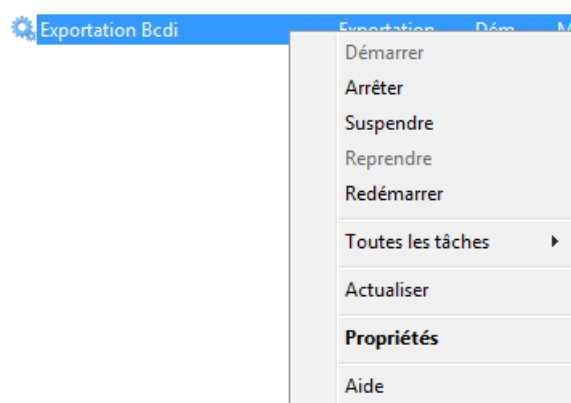 Exportation Bcdi Exportation Dém... M
Démarrer
Arrêter
Suspendre
Reprendre
Redémarrer
Toutes les tâches
Actualiser
Propriétés
Aide